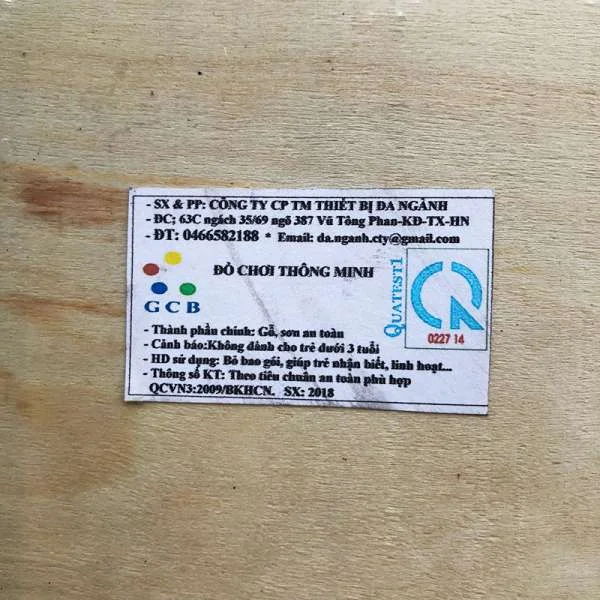 - SX & PP: CÔNG TY CP TM THIẾT BỊ ĐA NGÀNH
- ĐC; 63C ngách 35/69 ngõ 387 Vũ Tông Phan-KĐ-TX-HN
- ĐT: 0466582188 * Email: da.nganh.cty@gmail.com
ĐỒ CHƠI THÔNG MINH
G C B
QUATEST1
CR
0227 14
- Thành phần chính: Gỗ, sơn an toàn
- Cảnh báo:Không dành cho trẻ dưới 3 tuổi
- HD sử dụng: Bỏ bao gói, giúp trẻ nhận biết, linh hoạt...
- Thông số KT: Theo tiêu chuẩn an toàn phù hợp
QCVN3:2009/BKHCN. SX: 2018